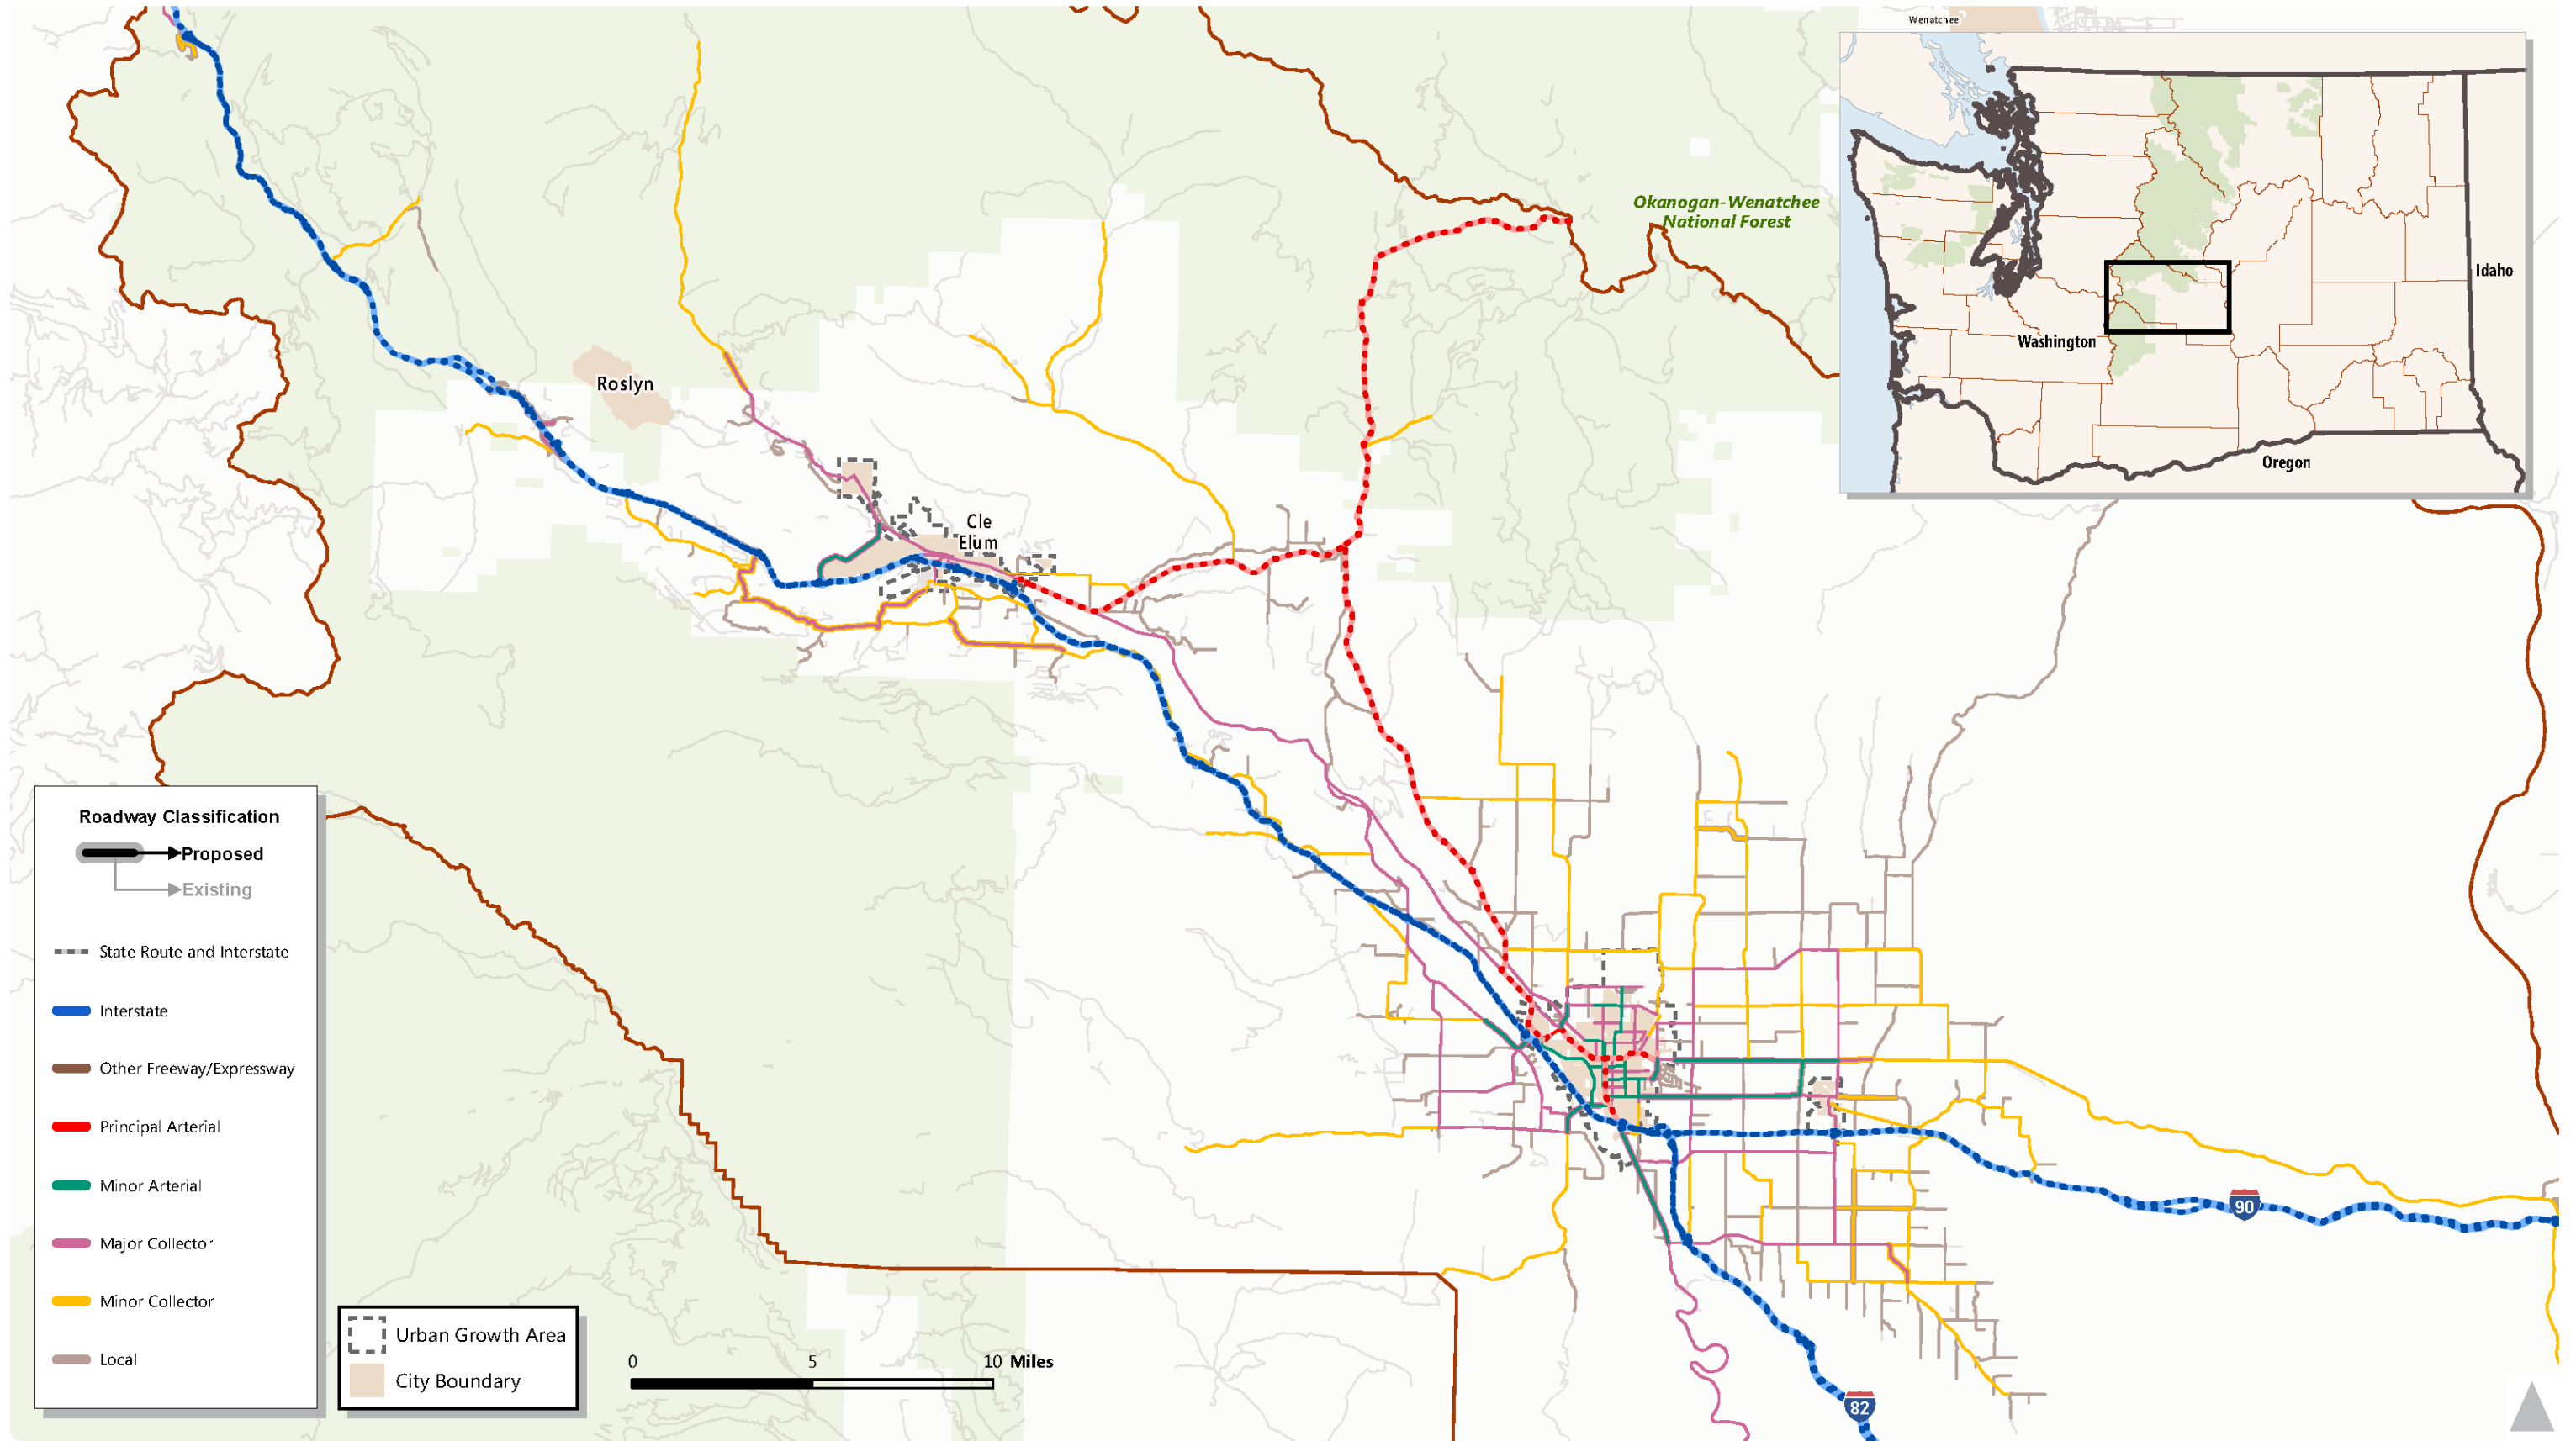 Wenatchee
Okanogan-Wenatchee
National Forest
Idaho
Washington
Oregon
Roslyn
Cle
Elum
Roadway Classification
Proposed
Existing
State Route and Interstate
Interstate
Other Freeway/Expressway
Principal Arterial
Minor Arterial
Major Collector
Minor Collector
Local
Urban Growth Area
City Boundary
0 5 10 Miles
90
82